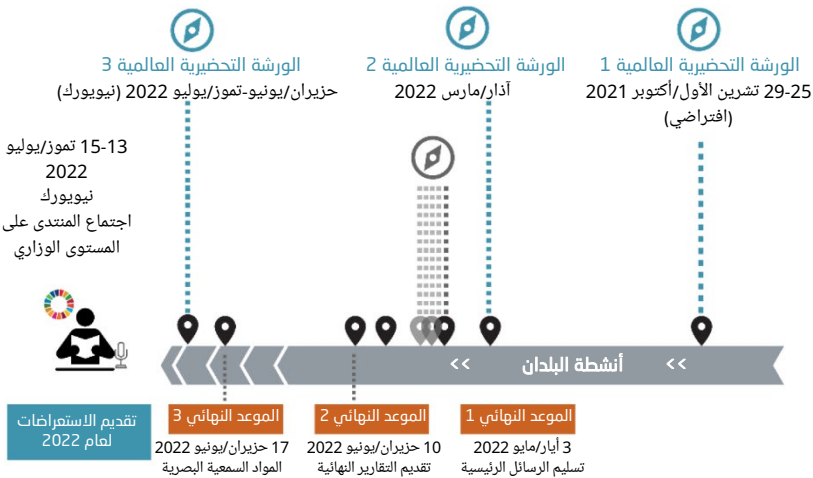 الورشة التحضيرية العالمية 1
25-29 تشرين الأول/أكتوبر 2021
(افتراضي)
الورشة التحضيرية العالمية 2
آذار/مارس 2022
الورشة التحضيرية العالمية 3
حزيران/يونيو-تموز/يوليو 2022 (نيويورك)
13-15 تموز/يوليو
2022
نيويورك
اجتماع المنتدى على
المستوى الوزاري
>> أنشطة البلدان >>
الموعد النهائي 1
3 أيار/مايو 2022
تسليم الرسائل الرئيسية
الموعد النهائي 2
10 حزيران/يونيو 2022
تقديم التقارير النهائية
الموعد النهائي 3
17 حزيران/يونيو 2022
المواد السمعية البصرية
تقديم الاستعراضات
لعام 2022